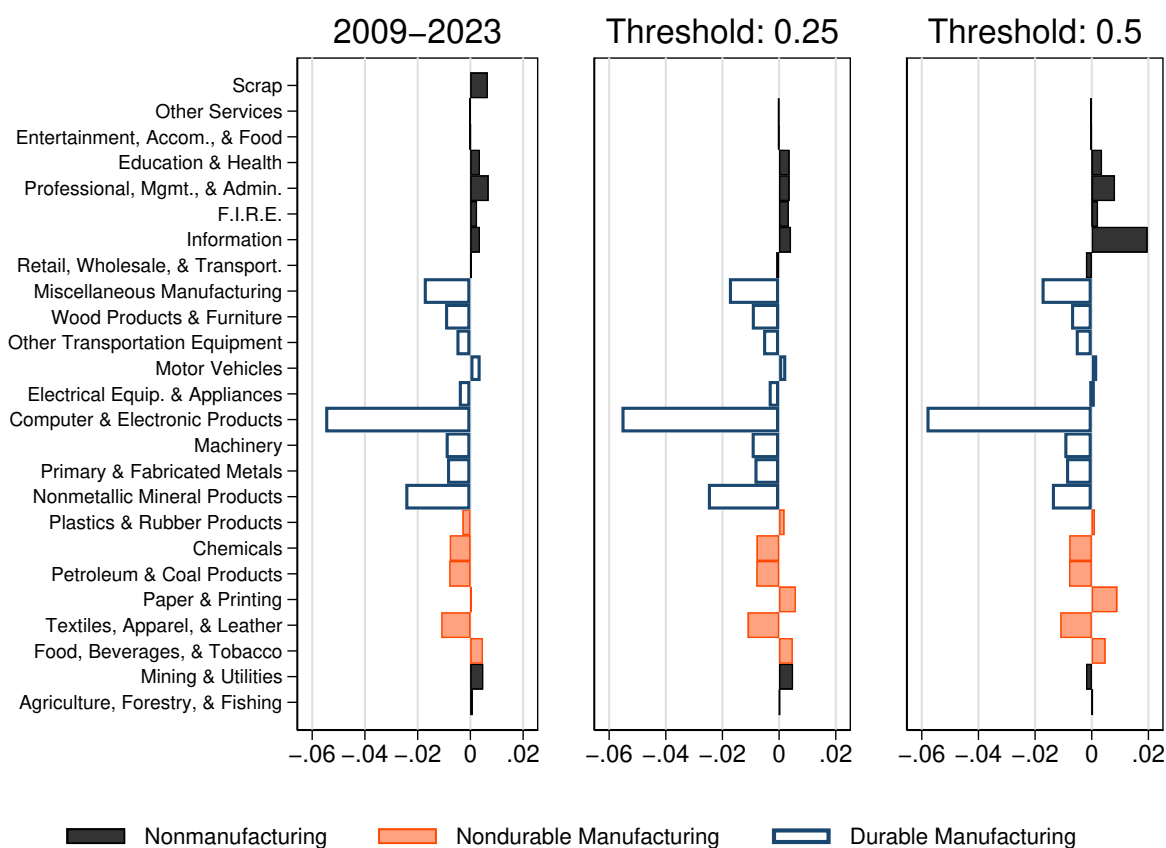 2009−2023
Threshold: 0.25
Threshold: 0.5
Scrap
Other Services
Entertainment, Accom., & Food
Education & Health
Professional, Mgmt., & Admin.
F.I.R.E.
Information
Retail, Wholesale, & Transport.
Miscellaneous Manufacturing
Wood Products & Furniture
Other Transportation Equipment
Motor Vehicles
Electrical Equip. & Appliances
Computer & Electronic Products
Machinery
Primary & Fabricated Metals
Nonmetallic Mineral Products
Plastics & Rubber Products
Chemicals
Petroleum & Coal Products
Paper & Printing
Textiles, Apparel, & Leather
Food, Beverages, & Tobacco
Mining & Utilities
Agriculture, Forestry, & Fishing
−.06 −.04 −.02 0 .02
−.06 −.04 −.02 0 .02
−.06 −.04 −.02 0 .02
Nonmanufacturing
Nondurable Manufacturing
Durable Manufacturing